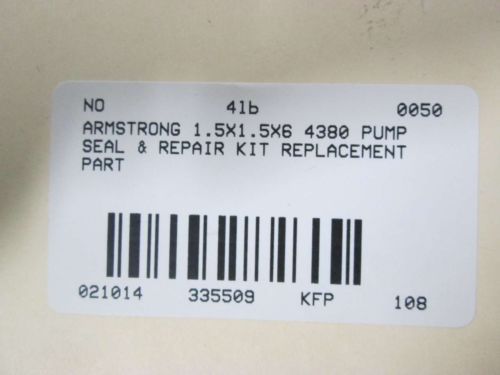 NO 41b 0050
ARMSTRONG 1.5X1.5X6 4380 PUMP
SEAL & REPAIR KIT REPLACEMENT
PART
021014 335509 KFP 108